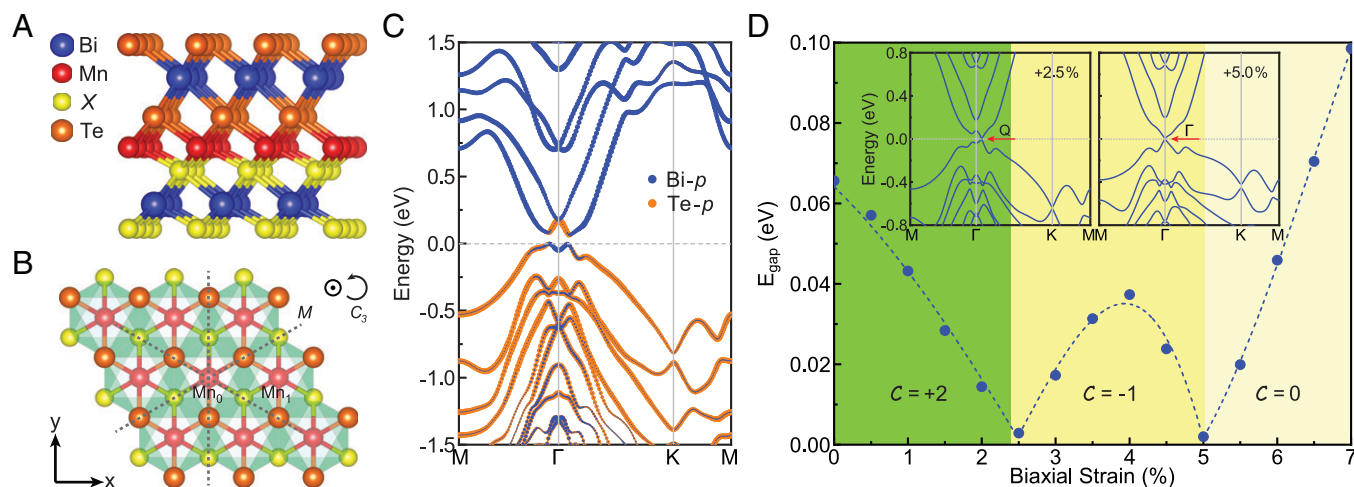 A
Bi
Mn
X
Te
B
M
C3
Mn0
Mn1
y
x
C
1.5
1.0
0.5
0.0
-0.5
-1.0
-1.5
Energy (eV)
Bi-p
Te-p
M
Γ
K
M
D
0.10
0.08
0.06
0.04
0.02
0.00
Egap (eV)
0.8
0.4
0.0
-0.4
-0.8
Energy (eV)
+2.5%
Q
M
Γ
K
M
+5.0%
Γ
M
Γ
K
M
C = +2
C = -1
C = 0
0
1
2
3
4
5
6
7
Biaxial Strain (%)